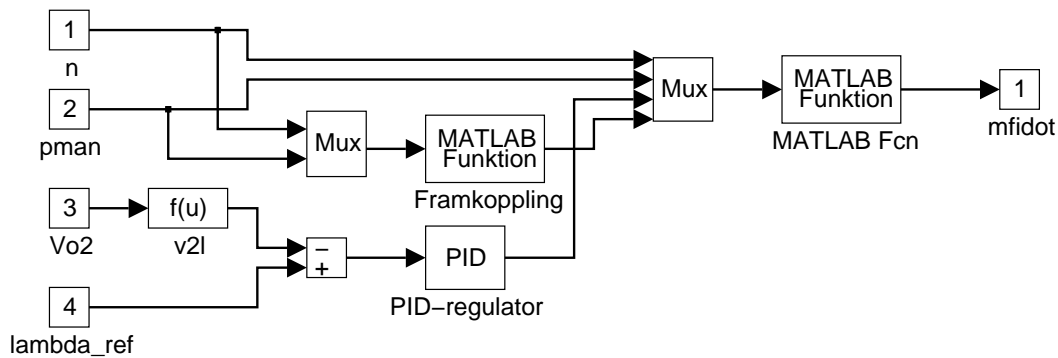 1
n
2
pman
Mux
MATLAB
Funktion
Framkoppling
Mux
MATLAB
Funktion
MATLAB Fcn
1
mfidot
3
Vo2
f(u)
v2l
−
+
PID
PID−regulator
4
lambda_ref